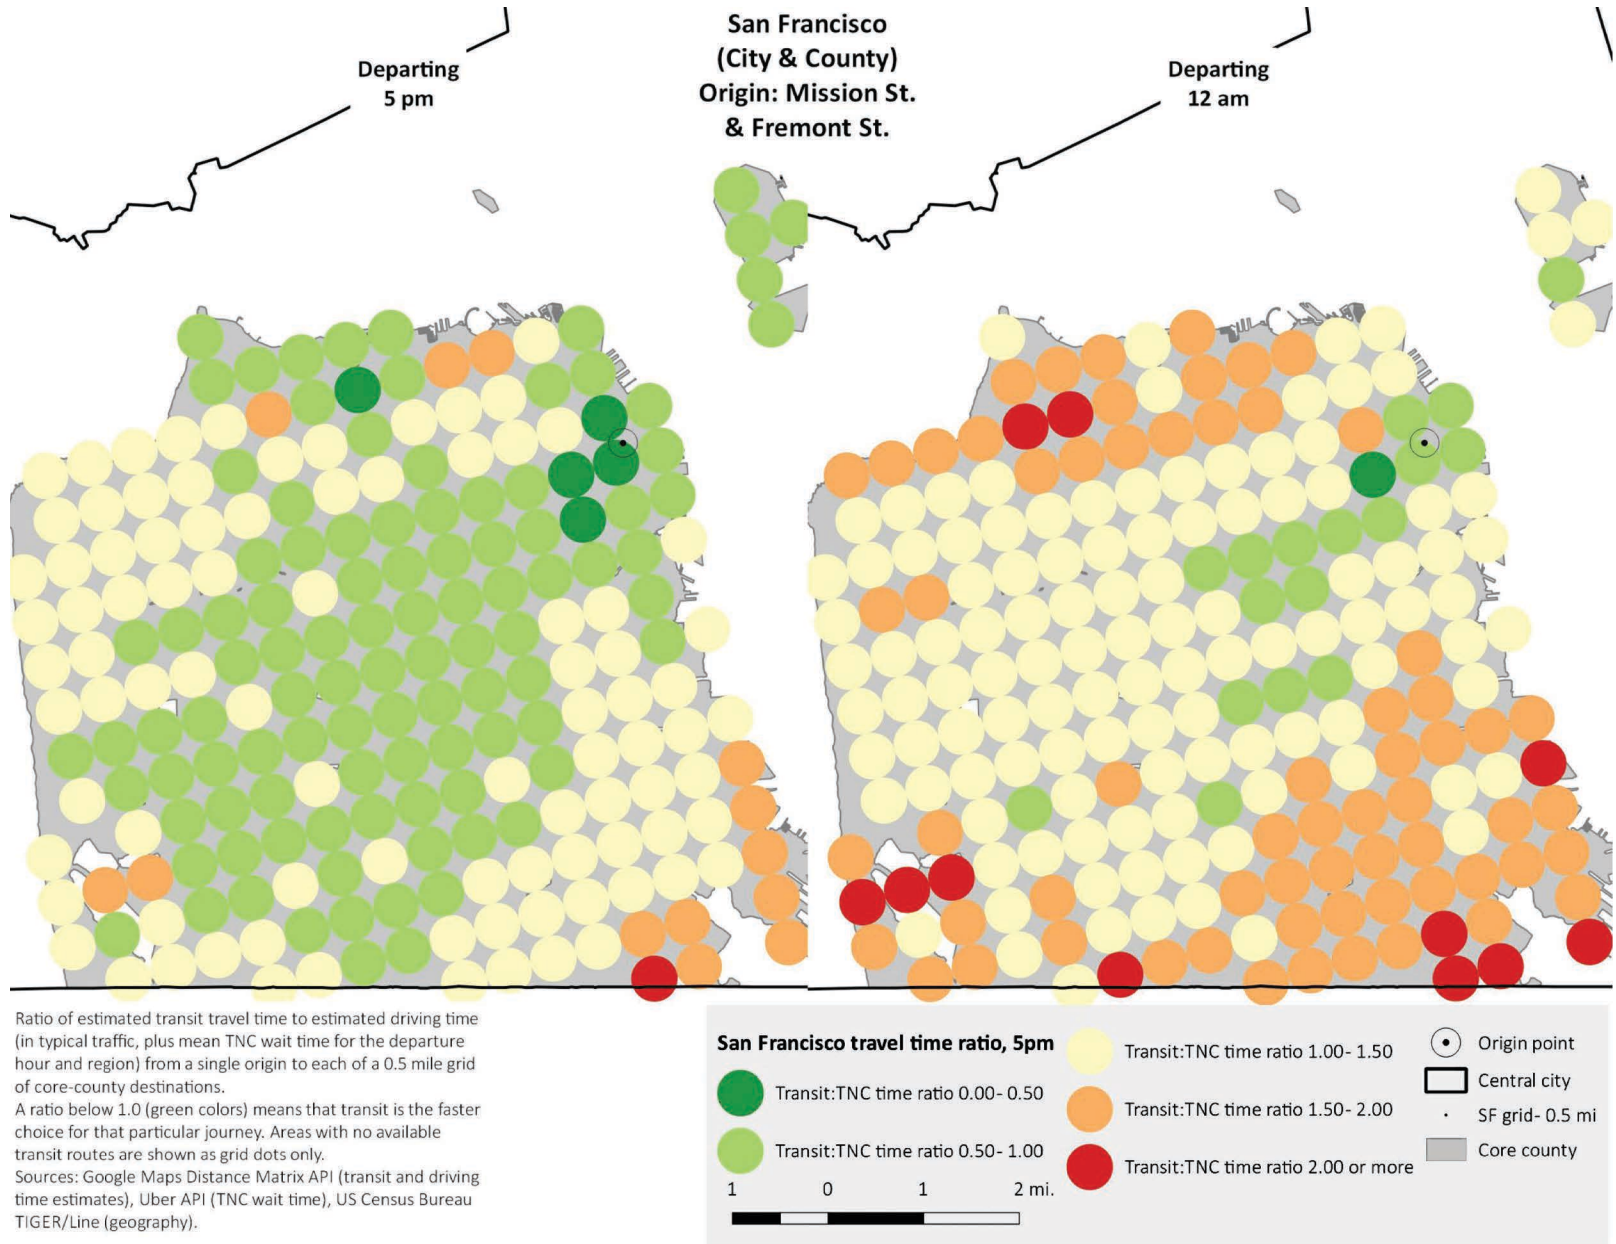 San Francisco
(City & County)
Origin: Mission St.
& Fremont St.
Departing
5 pm
Departing
12 am
Ratio of estimated transit travel time to estimated driving time
(in typical traffic, plus mean TNC wait time for the departure
hour and region) from a single origin to each of a 0.5 mile grid
of core-county destinations.
A ratio below 1.0 (green colors) means that transit is the faster
choice for that particular journey. Areas with no available
transit routes are shown as grid dots only.
Sources: Google Maps Distance Matrix API (transit and driving
time estimates), Uber API (TNC wait time), US Census Bureau
TIGER/Line (geography).
San Francisco travel time ratio, 5pm
Transit:TNC time ratio 0.00- 0.50
Transit:TNC time ratio 0.50- 1.00
1 0 1 2 mi.
Transit:TNC time ratio 1.00- 1.50
Transit:TNC time ratio 1.50- 2.00
Transit:TNC time ratio 2.00 or more
Origin point
Central city
SF grid- 0.5 mi
Core county